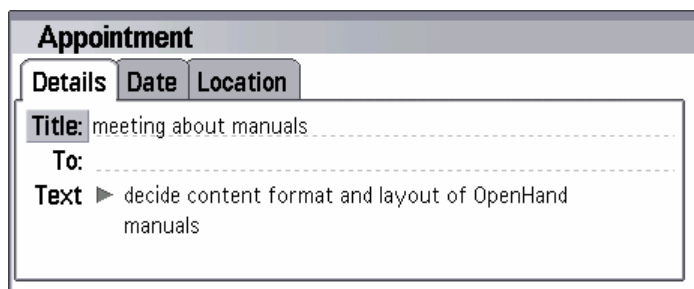 Appointment
Details Date Location
Title: meeting about manuals
To:
Text ▶ decide content format and layout of OpenHand
manuals